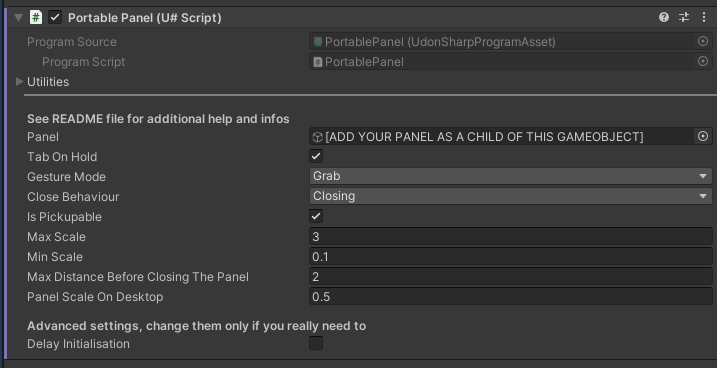 Portable Panel (U# Script)
Program Source PortablePanel (UdonSharpProgramAsset)
Program Script PortablePanel
Utilities
See README file for additional help and infos
Panel [ADD YOUR PANEL AS A CHILD OF THIS GAMEOBJECT]
Tab On Hold
Gesture Mode Grab
Close Behaviour Closing
Is Pickupable
Max Scale 3
Min Scale 0.1
Max Distance Before Closing The Panel 2
Panel Scale On Desktop 0.5
Advanced settings, change them only if you really need to
Delay Initialisation